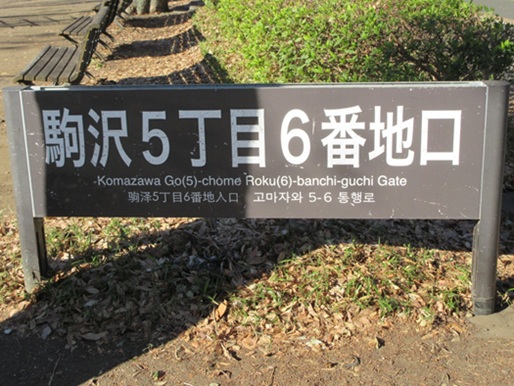 駒沢5丁目6番地口
Komazawa Go(5)-chome Roku(6)-banchi-guchi Gate
驹泽5丁目6番地入口 고마자와 5-6 통행로